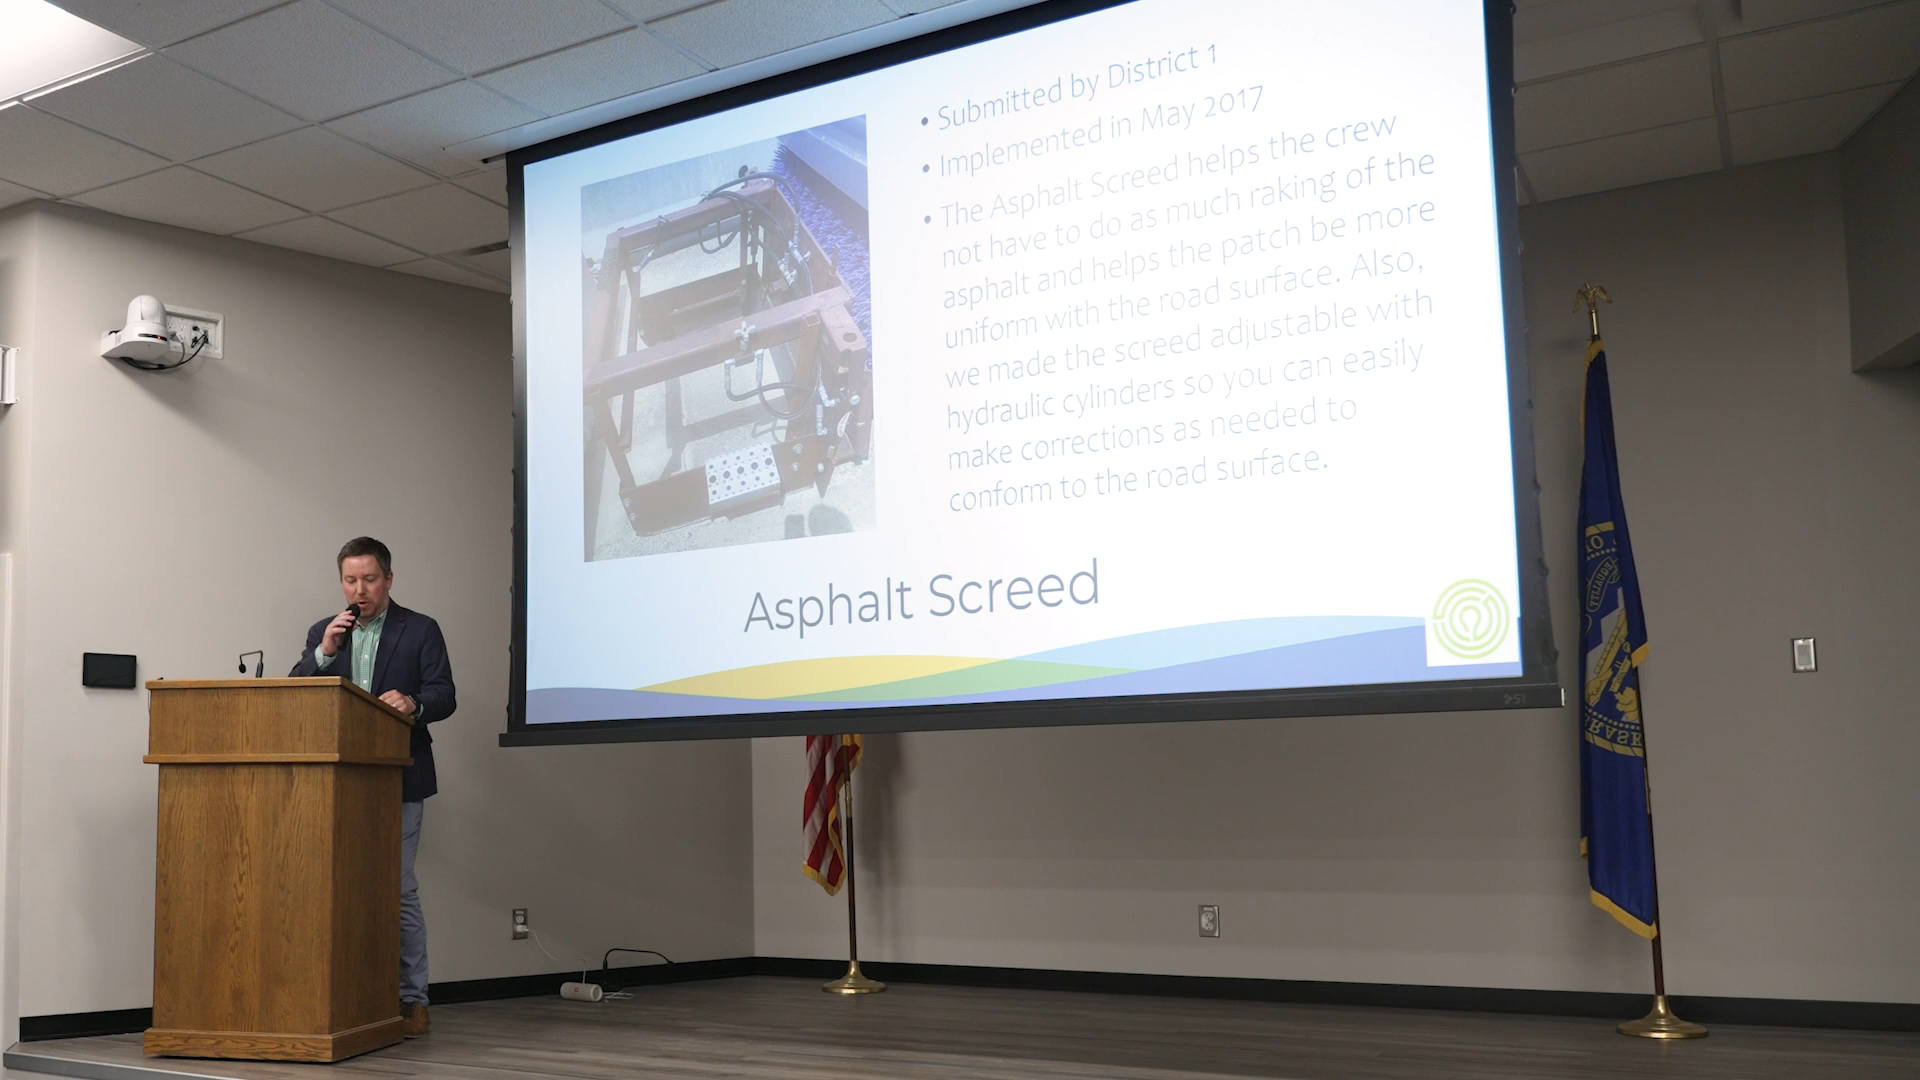 • Submitted by District 1
• Implemented in May 2017
• The Asphalt Screed helps the crew
not have to do as much raking of the
asphalt and helps the patch be more
uniform with the road surface. Also,
we made the screed adjustable with
hydraulic cylinders so you can easily
make corrections as needed to
conform to the road surface.
Asphalt Screed